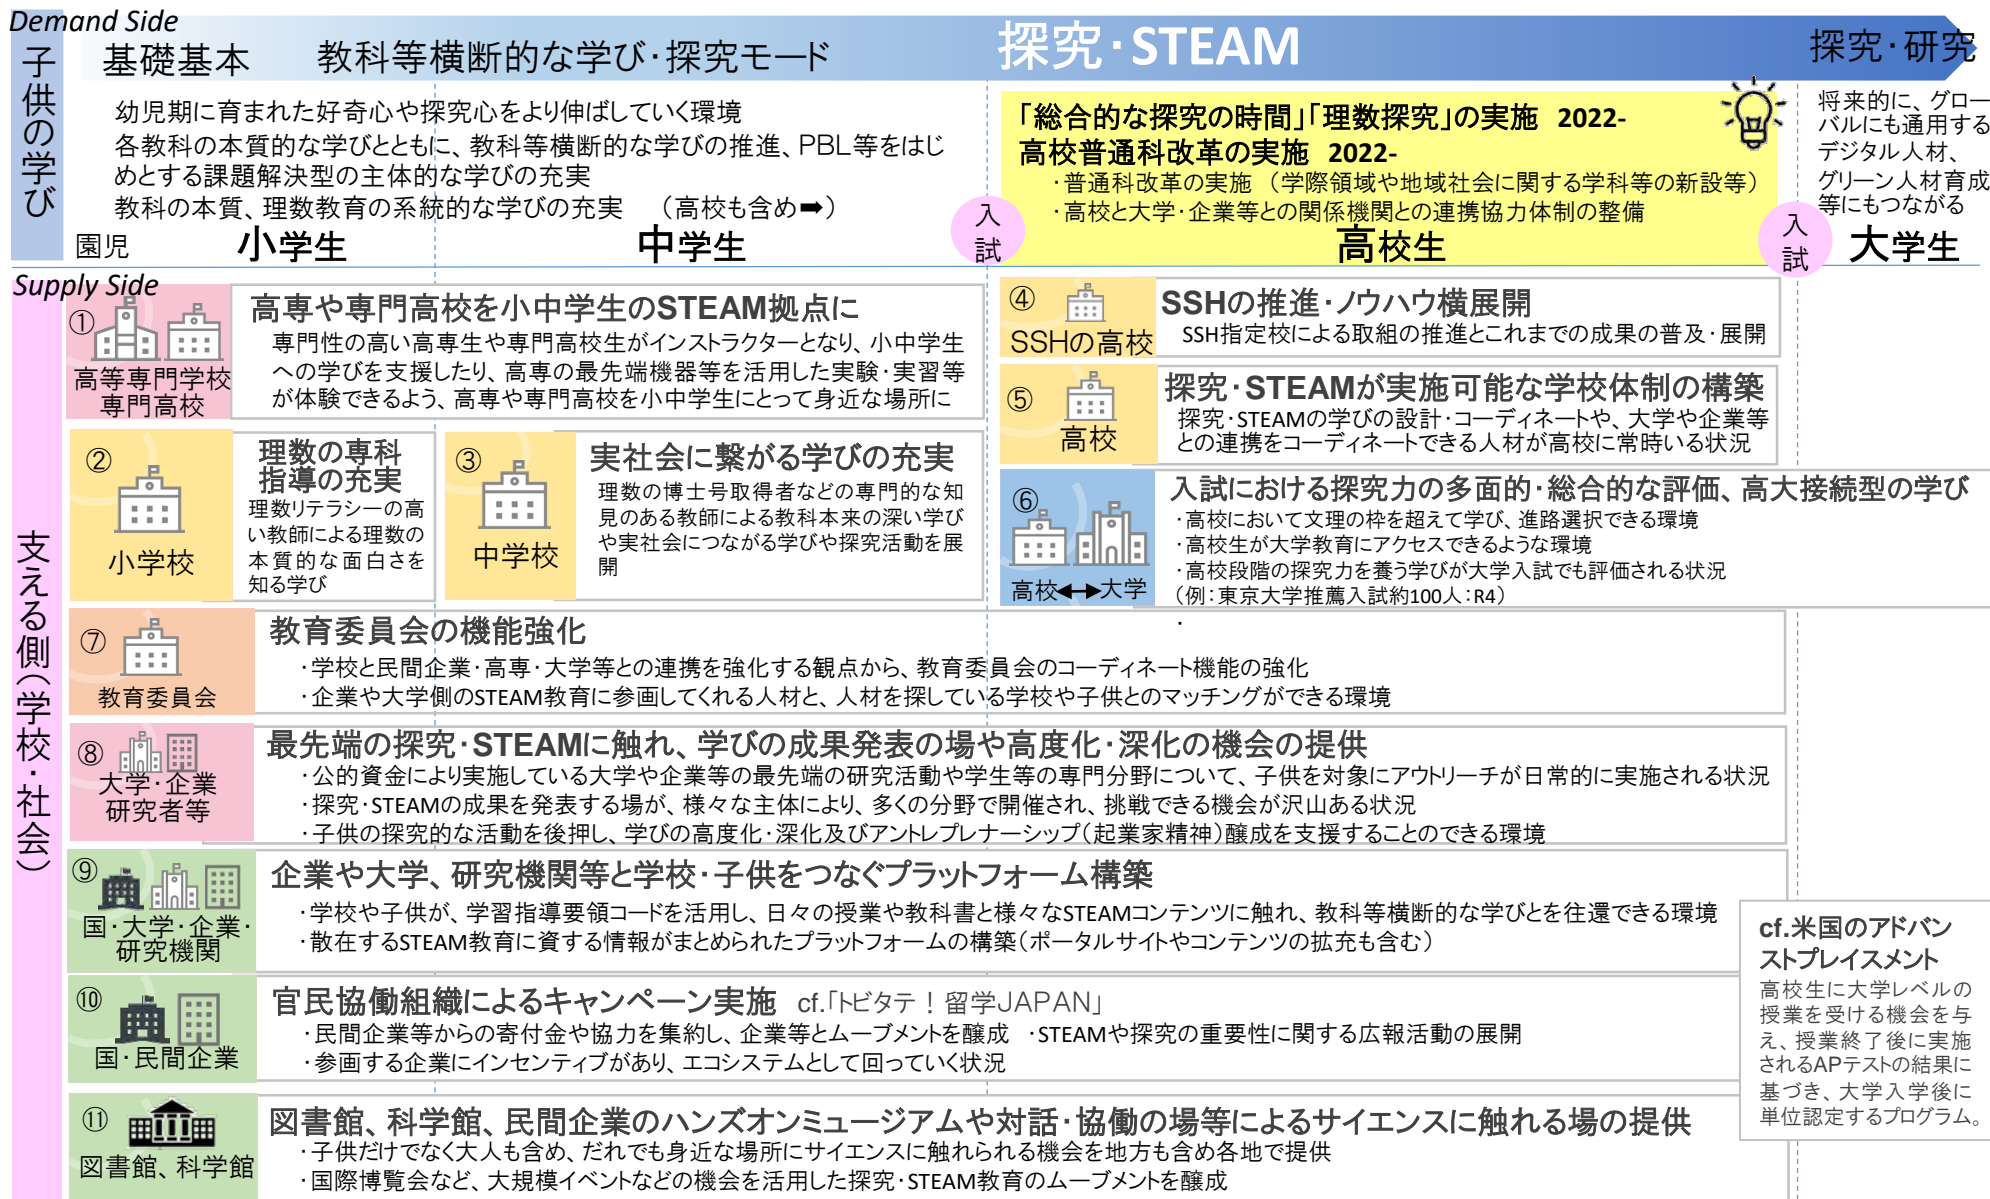 Demand Side
子供の学び
基礎基本
教科等横断的な学び･探究モード
探究･STEAM
探究･研究
幼児期に育まれた好奇心や探究心をより伸ばしていく環境
各教科の本質的な学びとともに、教科等横断的な学びの推進、PBL等をはじ
めとする課題解決型の主体的な学びの充実
教科の本質、理数教育の系統的な学びの充実　（高校も含め➡）
園児
小学生
中学生
入
試
「総合的な探究の時間」「理数探究」の実施 2022-
高校普通科改革の実施 2022-
･普通科改革の実施 （学際領域や地域社会に関する学科等の新設等）
･高校と大学･企業等との関係機関との連携協力体制の整備
高校生
入
試
将来的に、グロー
バルにも通用する
デジタル人材、
グリーン人材育成
等にもつながる
大学生
Supply Side
支える側（学校･社会）
①
高等専門学校
専門高校
高専や専門高校を小中学生のSTEAM拠点に
専門性の高い高専生や専門高校生がインストラクターとなり、小中学生
への学びを支援したり、高専の最先端機器等を活用した実験･実習等
が体験できるよう、高専や専門高校を小中学生にとって身近な場所に
②
小学校
理数の専科
指導の充実
理数リテラシーの高
い教師による理数の
本質的な面白さを
知る学び
③
中学校
実社会に繋がる学びの充実
理数の博士号取得者などの専門的な知
見のある教師による教科本来の深い学び
や実社会につながる学びや探究活動を展
開
④
SSHの高校
SSHの推進･ノウハウ横展開
SSH指定校による取組の推進とこれまでの成果の普及･展開
⑤
高校
探究･STEAMが実施可能な学校体制の構築
探究･STEAMの学びの設計･コーディネートや、大学や企業等
との連携をコーディネートできる人材が高校に常時いる状況
⑥
高校⟷大学
入試における探究力の多面的･総合的な評価、高大接続型の学び
･高校において文理の枠を超えて学び、進路選択できる環境
･高校生が大学教育にアクセスできるような環境
･高校段階の探究力を養う学びが大学入試でも評価される状況
（例：東京大学推薦入試約100人：R4）
･
⑦
教育委員会
教育委員会の機能強化
･学校と民間企業･高専･大学等との連携を強化する観点から、教育委員会のコーディネート機能の強化
･企業や大学側のSTEAM教育に参画してくれる人材と、人材を探している学校や子供とのマッチングができる環境
⑧
大学･企業
研究者等
最先端の探究･STEAMに触れ、学びの成果発表の場や高度化･深化の機会の提供
･公的資金により実施している大学や企業等の最先端の研究活動や学生等の専門分野について、子供を対象にアウトリーチが日常的に実施される状況
･探究･STEAMの成果を発表する場が、様々な主体により、多くの分野で開催され、挑戦できる機会が沢山ある状況
･子供の探究的な活動を後押し、学びの高度化･深化及びアントレプレナーシップ（起業家精神）醸成を支援することのできる環境
⑨
国･大学･企業･
研究機関
企業や大学、研究機関等と学校･子供をつなぐプラットフォーム構築
･学校や子供が、学習指導要領コードを活用し、日々の授業や教科書と様々なSTEAMコンテンツに触れ、教科等横断的な学びとを往還できる環境
･散在するSTEAM教育に資する情報がまとめられたプラットフォームの構築（ポータルサイトやコンテンツの拡充も含む）
⑩
国･民間企業
官民協働組織によるキャンペーン実施 cf.「トビタテ！留学JAPAN」
･民間企業等からの寄付金や協力を集約し、企業等とムーブメントを醸成 ･STEAMや探究の重要性に関する広報活動の展開
･参画する企業にインセンティブがあり、エコシステムとして回っていく状況
cf.米国のアドバン
ストプレイスメント
高校生に大学レベルの
授業を受ける機会を与
え、授業終了後に実施
されるAPテストの結果に
基づき、大学入学後に
単位認定するプログラム。
⑪
図書館、科学館
図書館、科学館、民間企業のハンズオンミュージアムや対話･協働の場等によるサイエンスに触れる場の提供
･子供だけでなく大人も含め、だれでも身近な場所にサイエンスに触れられる機会を地方も含め各地で提供
･国際博覧会など、大規模イベントなどの機会を活用した探究･STEAM教育のムーブメントを醸成